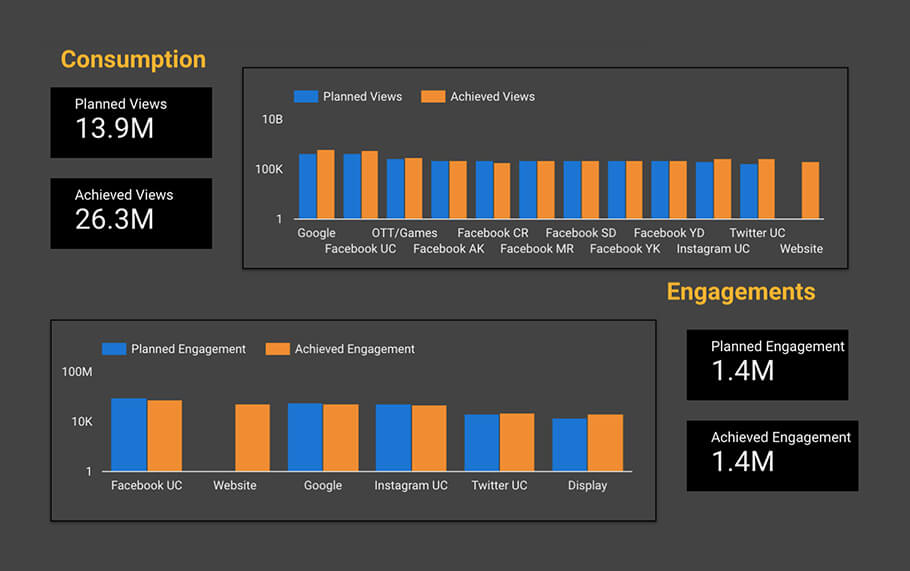 Consumption
Planned Views
13.9M
Achieved Views
26.3M
Planned Views Achieved Views
10B
100K
1
Google OTT/Games Facebook CR Facebook SD Facebook YD Twitter UC
Facebook UC Facebook AK Facebook MR Facebook YK Instagram UC Website
Engagements
Planned Engagement Achieved Engagement
100M
10K
1
Facebook UC Website Google Instagram UC Twitter UC Display
Planned Engagement
1.4M
Achieved Engagement
1.4M